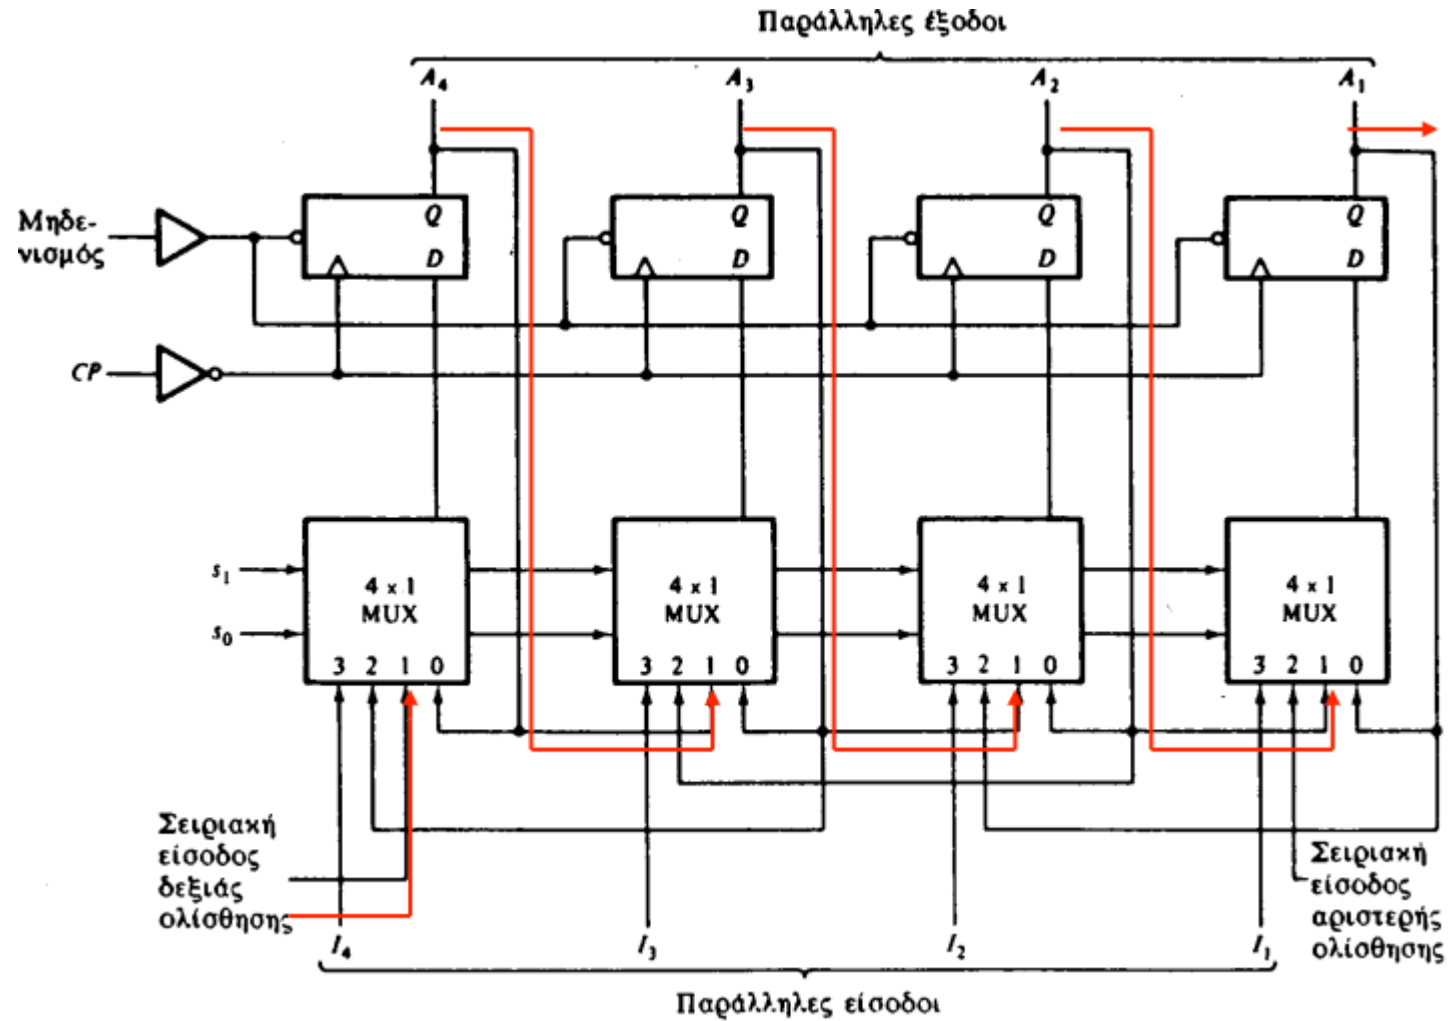 Παράλληλες έξοδοι
A4 A3 A2 A1
Μηδε-
νισμός
Q Q Q Q
D D D D
CP
s1
s0
4 x 1 4 x 1 4 x 1 4 x 1
MUX MUX MUX MUX
3 2 1 0 3 2 1 0 3 2 1 0 3 2 1 0
Σειριακή
είσοδος
δεξιάς
ολίσθησης
Σειριακή
είσοδος
αριστερής
ολίσθησης
I4 I3 I2 I1
Παράλληλες είσοδοι